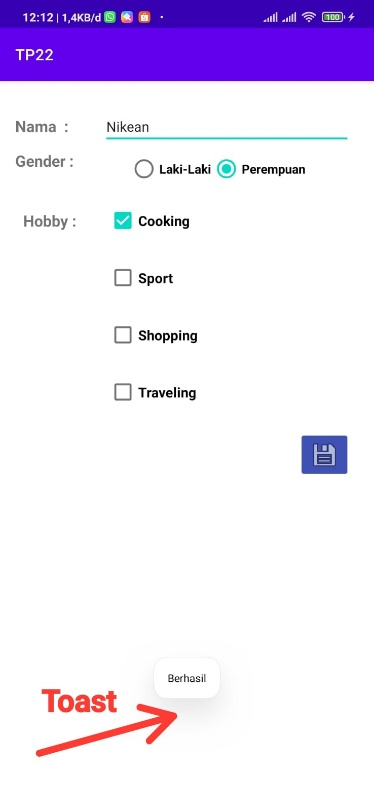 12:12 | 1,4KB/d
100
TP22
Nama :
Nikean
Gender :
Laki-Laki
Perempuan
Hobby :
Cooking
Sport
Shopping
Traveling
Berhasil
Toast